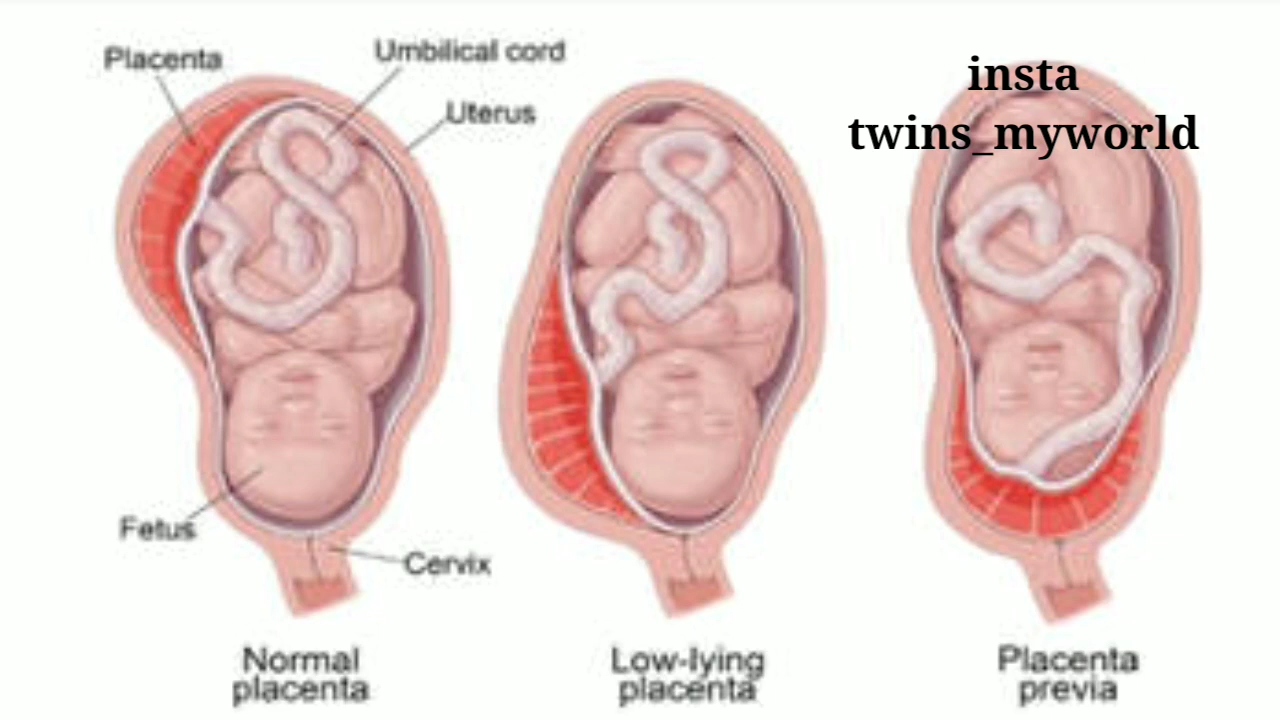 Placenta
Umbilical cord
Uterus
insta
twins_myworld
Fetus
Cervix
Normal
placenta
Low-lying
placenta
Placenta
previa